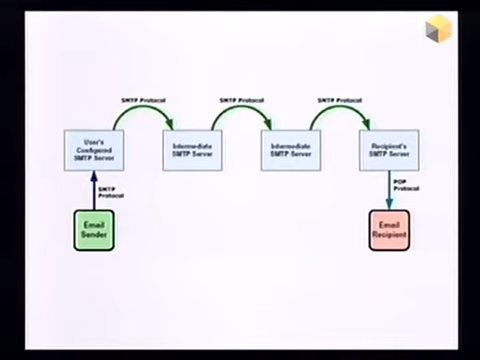 SMTP Protocol
SMTP Protocol
SMTP Protocol
User's
Configured
SMTP Server
Intermediate
SMTP Server
Intermediate
SMTP Server
Recipient's
SMTP Server
SMTP
Protocol
POP
Protocol
Email
Sender
Email
Recipient